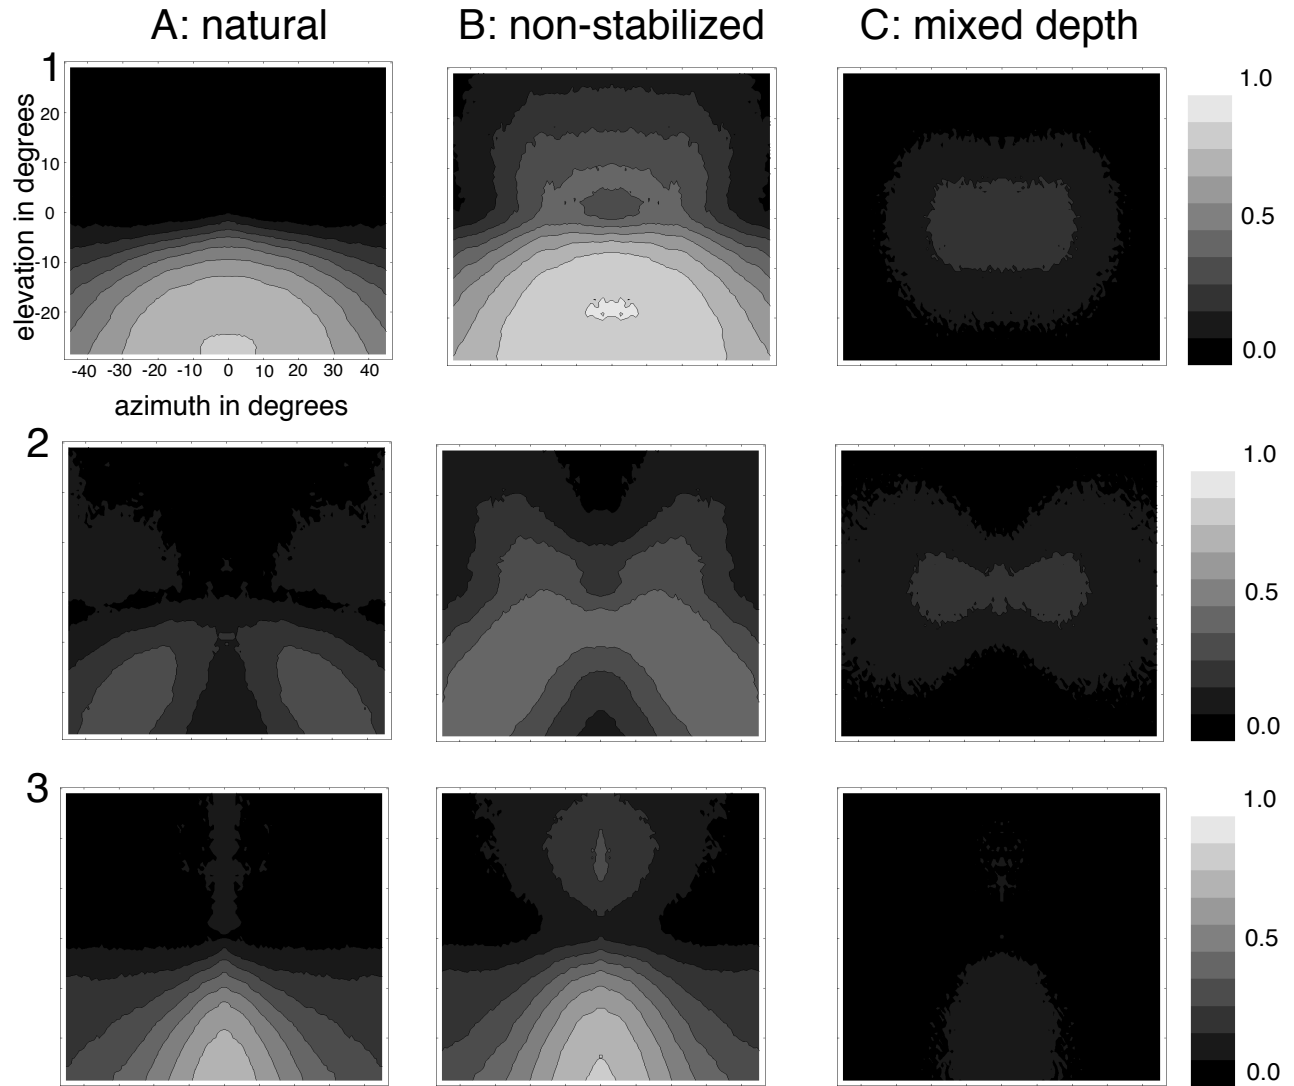 A: natural
B: non-stabilized
C: mixed depth
1
elevation in degrees
20
10
0
-10
-20
-40 -30 -20 -10 0 10 20 30 40
azimuth in degrees
1.0
0.5
0.0
2
1.0
0.5
0.0
3
1.0
0.5
0.0